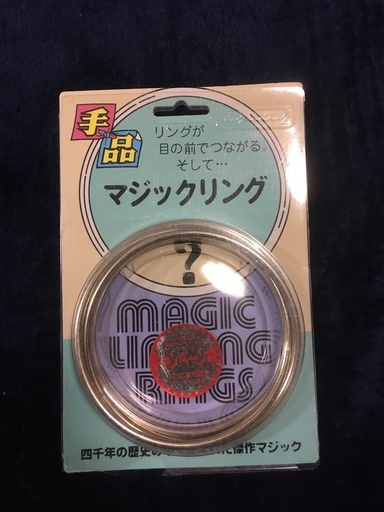 手品
リングが
目の前でつながる。
そして…
マジックリング
?
MAGIC
RINGS
四千年の歴史の
傑作マジック